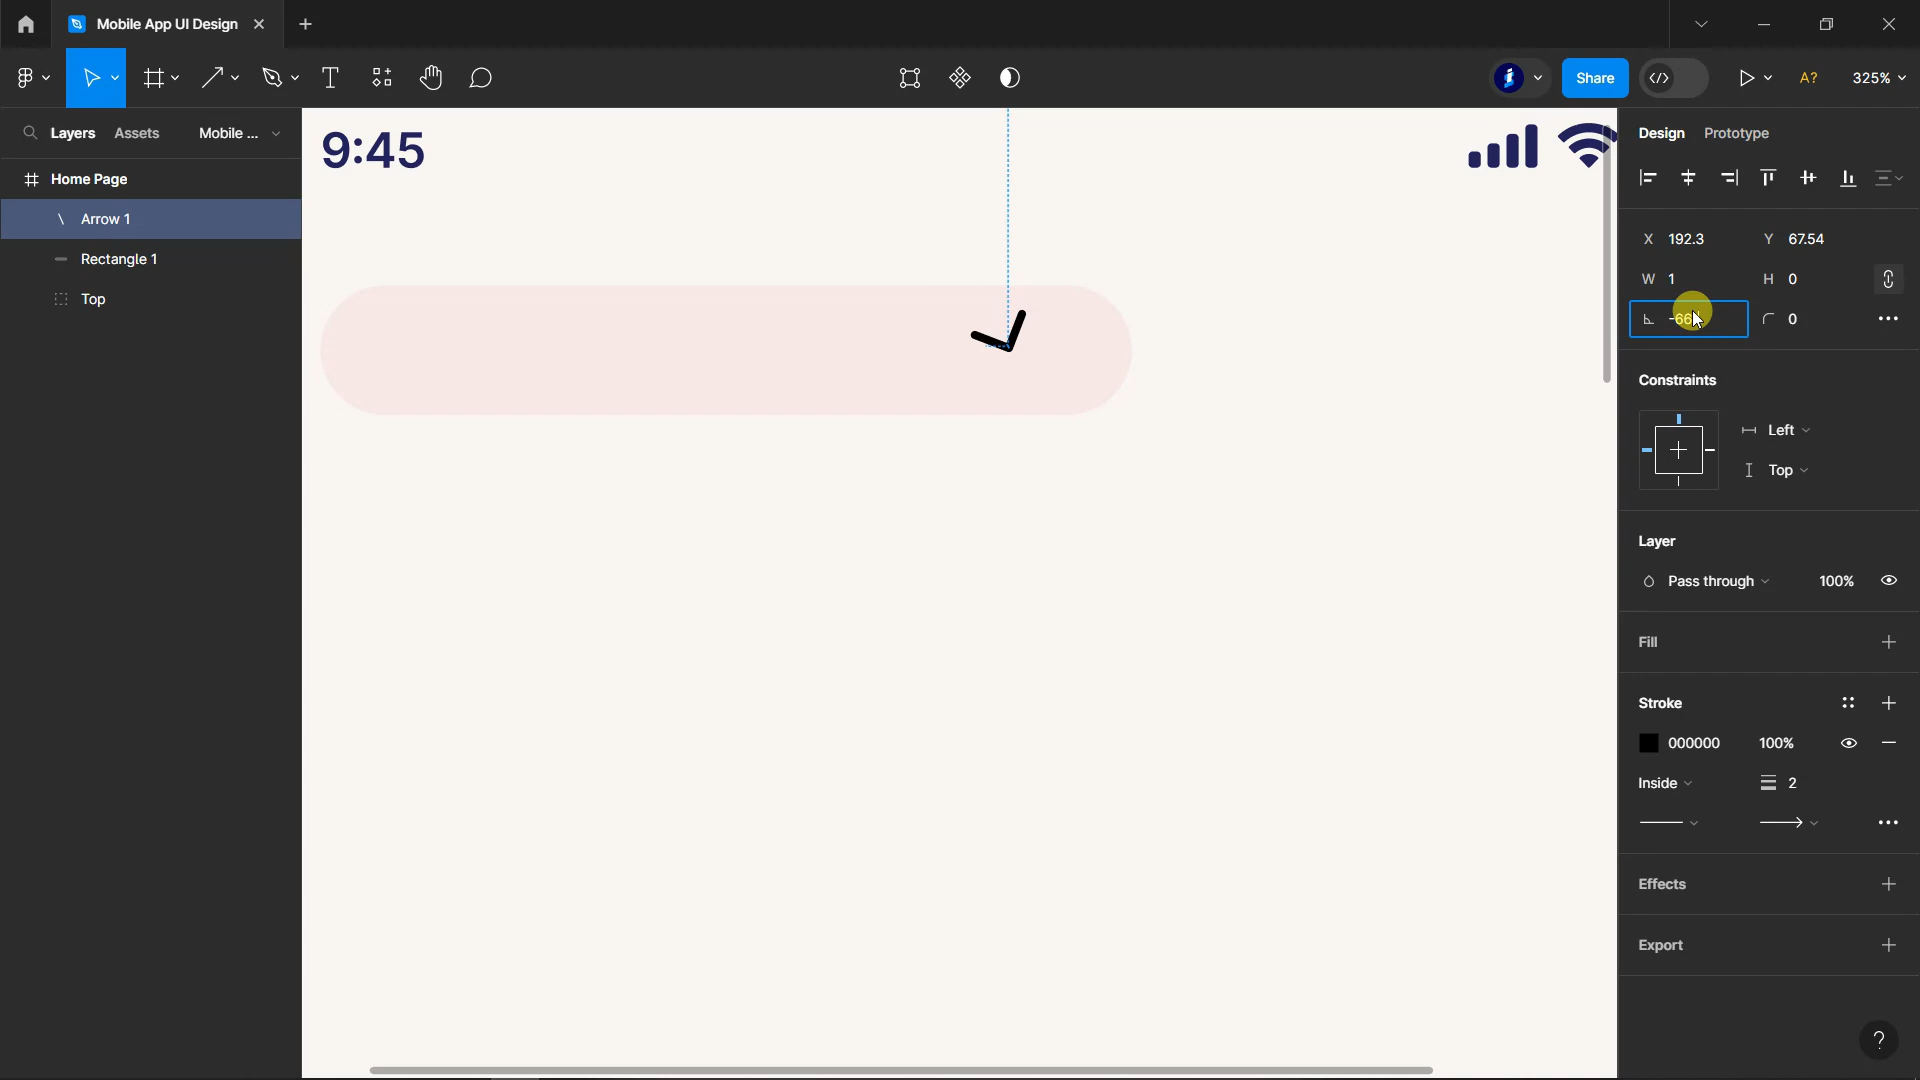 Mobile App UI Design
Share
A?
325%
Layers
Assets
Mobile ...
Home Page
Arrow 1
Rectangle 1
Top
9:45
Design
Prototype
X 192.3
Y 67.54
W 1
H 0
0
Constraints
Left
Top
Layer
Pass through
100%
Fill
Stroke
000000
100%
Inside
2
Effects
Export
?